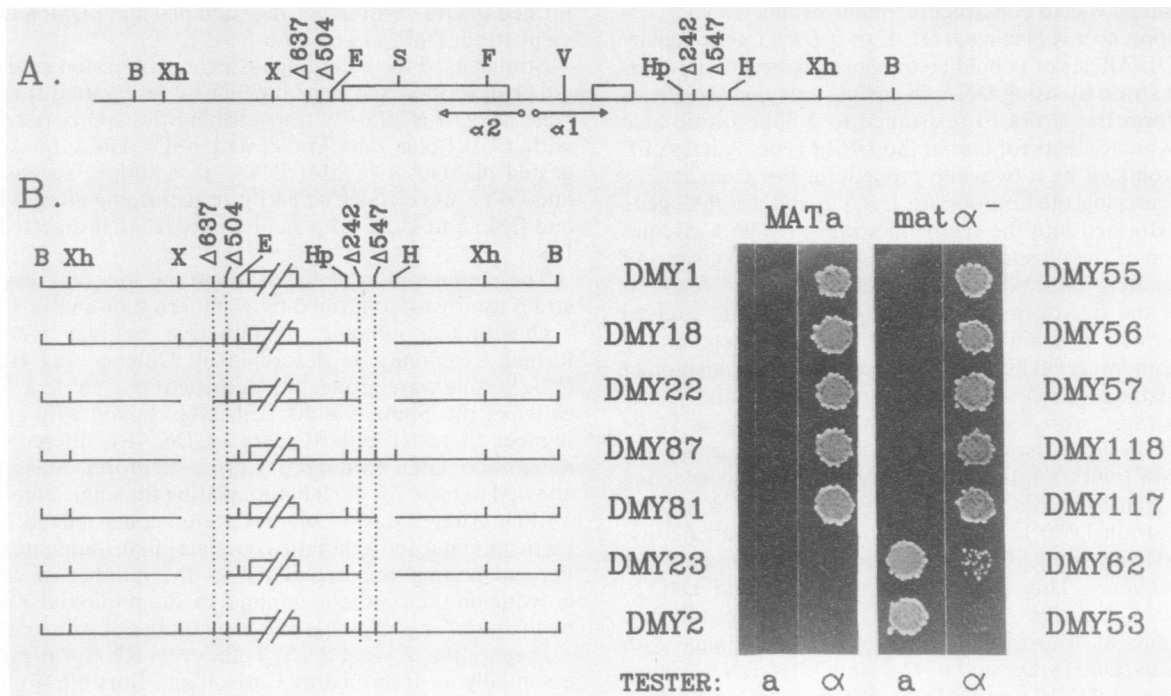 A.
B Xh X Δ637 Δ504 E S F V Hp Δ242 Δ547 H Xh B
α2 α1
B.
B Xh X Δ637 Δ504 E Hp Δ242 Δ547 H Xh B
MATa matα
DMY1 DMY55
DMY18 DMY56
DMY22 DMY57
DMY87 DMY118
DMY81 DMY117
DMY23 DMY62
DMY2 DMY53
TESTER: a α a α